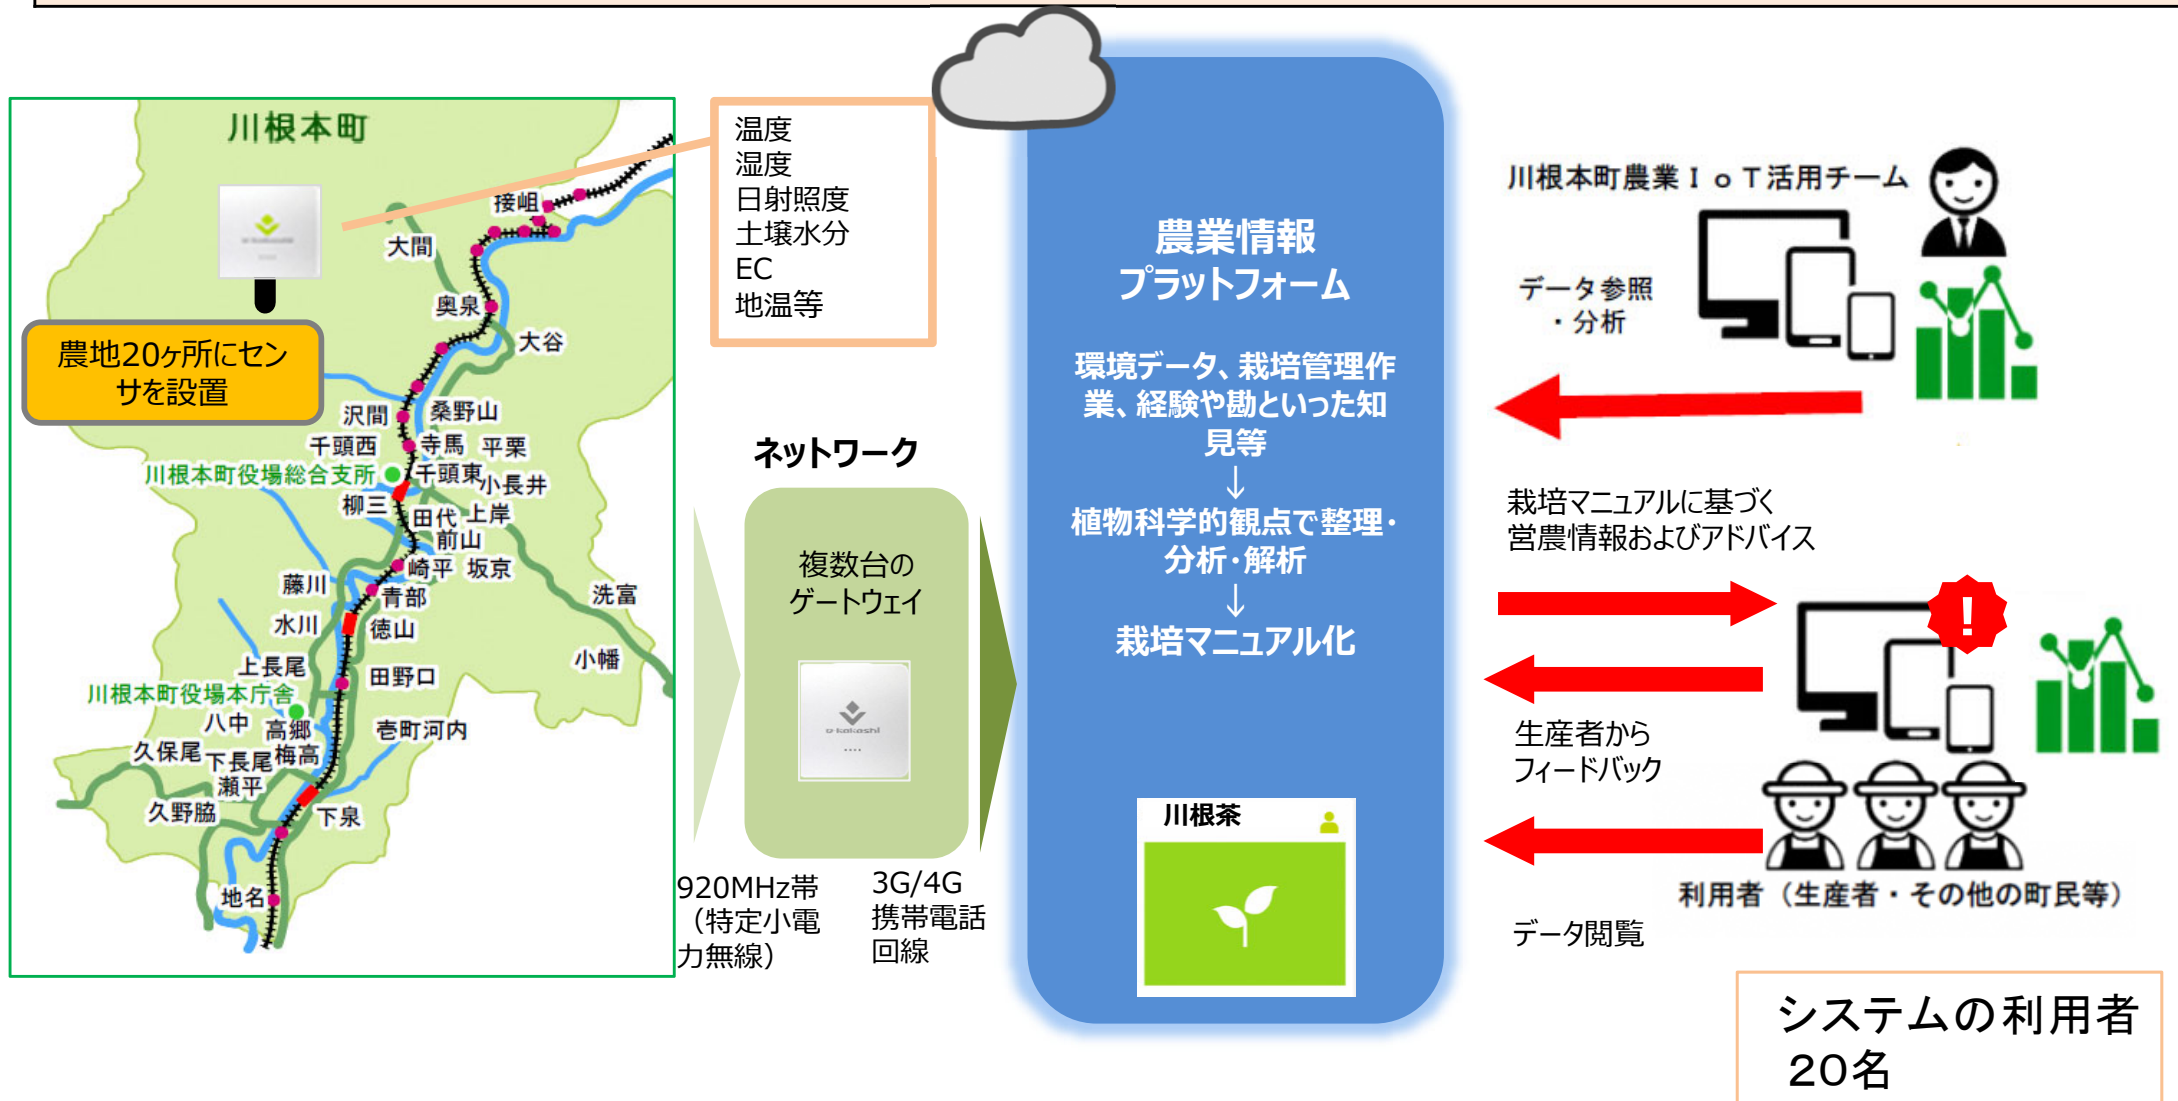 川根本町
接岨
大間
奥泉
大谷
農地20ヶ所にセン
サを設置
沢間
桑野山
千頭西
寺馬
平栗
川根本町役場総合支所
千頭東
小長井
柳三
田代
上岸
前山
崎平
坂京
藤川
青部
洗富
水川
徳山
上長尾
小幡
田野口
川根本町役場本庁舎
八中
高郷
壱町河内
久保尾
下長尾
梅高
瀬平
久野脇
下泉
地名
温度
湿度
日射照度
土壌水分
EC
地温等
ネットワーク
複数台の
ゲートウェイ
e-kakashi
920MHz帯
（特定小電
力無線）
3G/4G
携帯電話
回線
農業情報
プラットフォーム
環境データ、栽培管理作
業、経験や勘といった知
見等
↓
植物科学的観点で整理・
分析・解析
↓
栽培マニュアル化
川根茶
川根本町農業ＩｏＴ活用チーム
データ参照
・分析
栽培マニュアルに基づく
営農情報およびアドバイス
!
生産者から
フィードバック
利用者（生産者・その他の町民等）
データ閲覧
システムの利用者
２０名